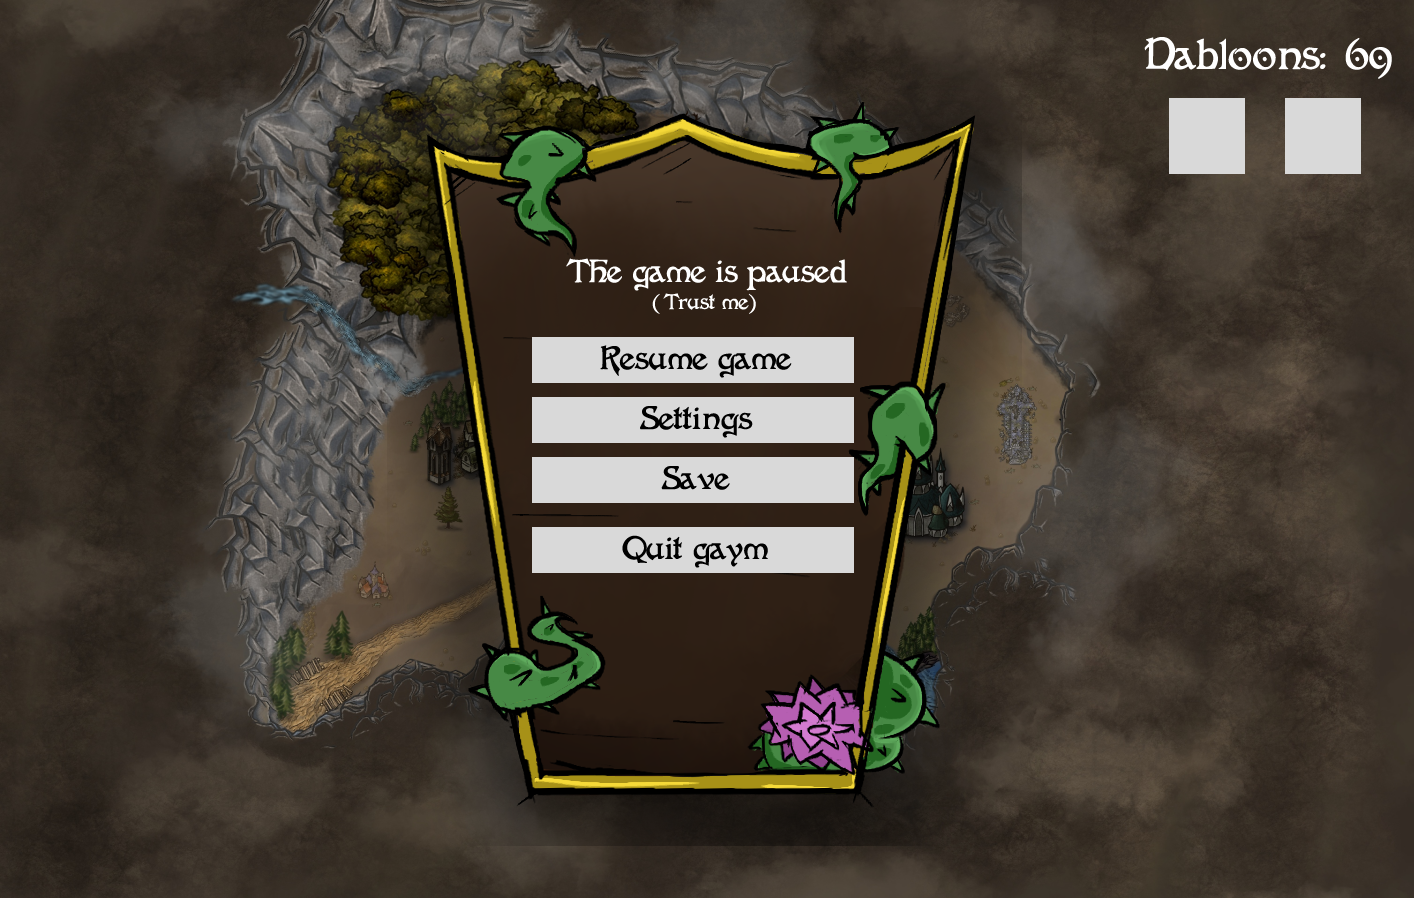 Dabloons: 69
The game is paused
(Trust me)
Resume game
Settings
Save
Quit gaym